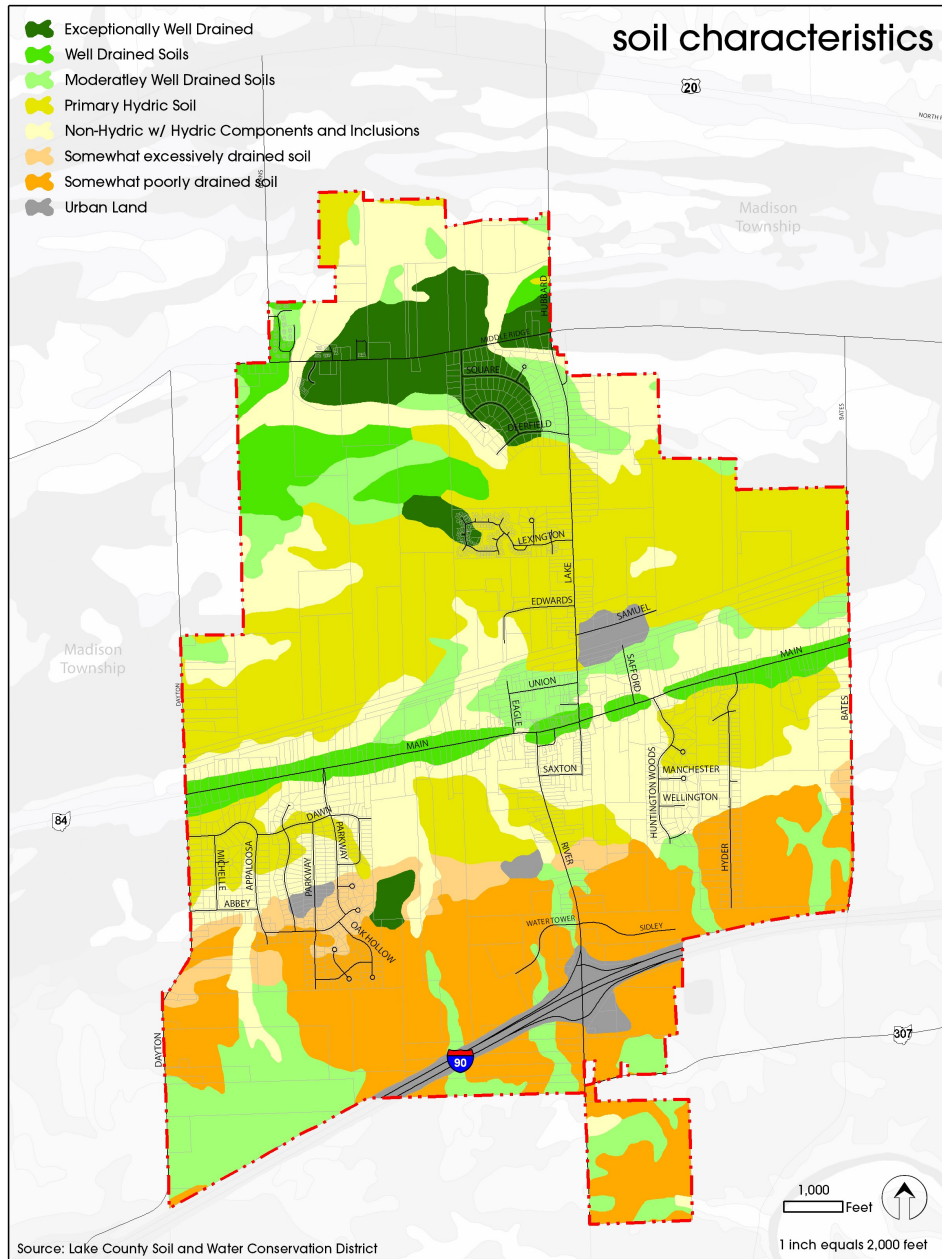 soil characteristics
Exceptionally Well Drained
Well Drained Soils
Moderatley Well Drained Soils
Primary Hydric Soil
Non-Hydric w/ Hydric Components and Inclusions
Somewhat excessively drained soil
Somewhat poorly drained soil
Urban Land
20
Madison
Township
HUBBARD
MIDDLE RIDGE
SQUARE
DEERFIELD
BATES
LEXINGTON
LAKE
EDWARDS
SAMUEL
Madison
Township
DAYTON
SAFFORD
MAIN
UNION
EAGLE
BATES
MAIN
SAXTON
MANCHESTER
HUNTINGTON WOODS
WELLINGTON
84
DAWN
PARKWAY
RIVER
MICHELLE
APPALOOSA
PARKWAY
HYDER
ABBEY
OAK HOLLOW
WATERTOWER
SIDLEY
DAYTON
307
90
1,000
Feet
Source: Lake County Soil and Water Conservation District
1 inch equals 2,000 feet